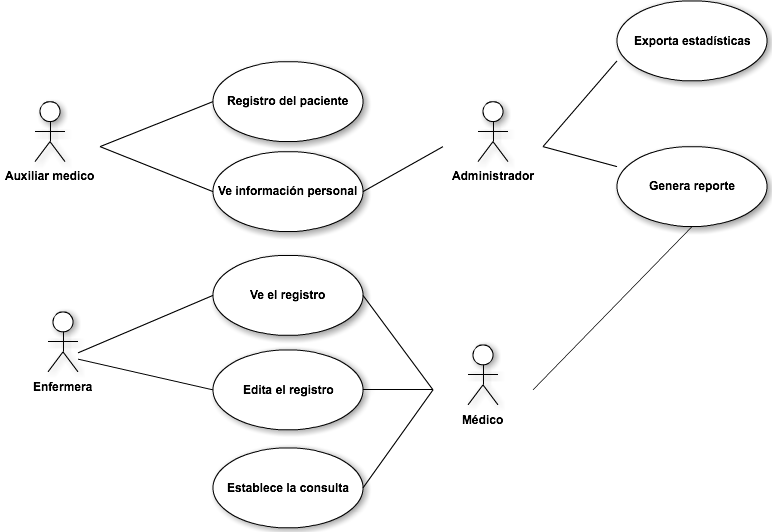 Exporta estadísticas
Registro del paciente
Auxiliar medico
Administrador
Ve información personal
Genera reporte
Ve el registro
Enfermera
Edita el registro
Médico
Establece la consulta